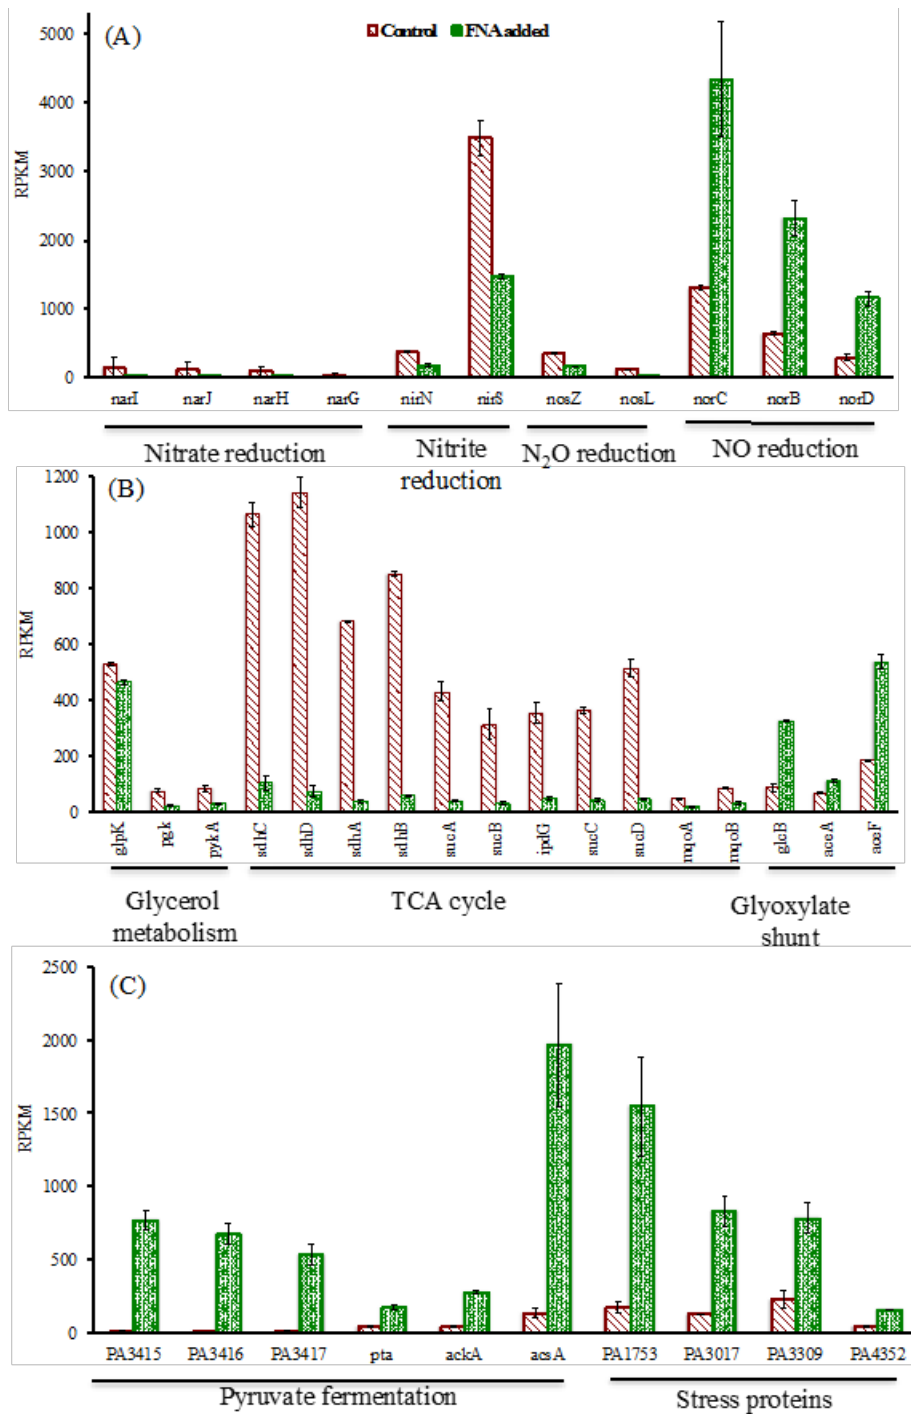 (A)
Control FNA added
5000
4000
3000
2000
1000
0
RPKM
narI narJ narH narG nirN nirS nosZ nosL norC norB norD
Nitrate reduction Nitrite reduction N₂O reduction NO reduction
(B)
1200
1000
800
600
400
200
0
RPKM
glpK pgk pykA sdhC sdhD sdhA sdhB sucA sucB ipdG sucC sucD mqoA mqoB glcB aceA aceF
Glycerol metabolism TCA cycle Glyoxylate shunt
(C)
2500
2000
1500
1000
500
0
RPKM
PA3415 PA3416 PA3417 pta ackA acsA PA1753 PA3017 PA3309 PA4352
Pyruvate fermentation Stress proteins